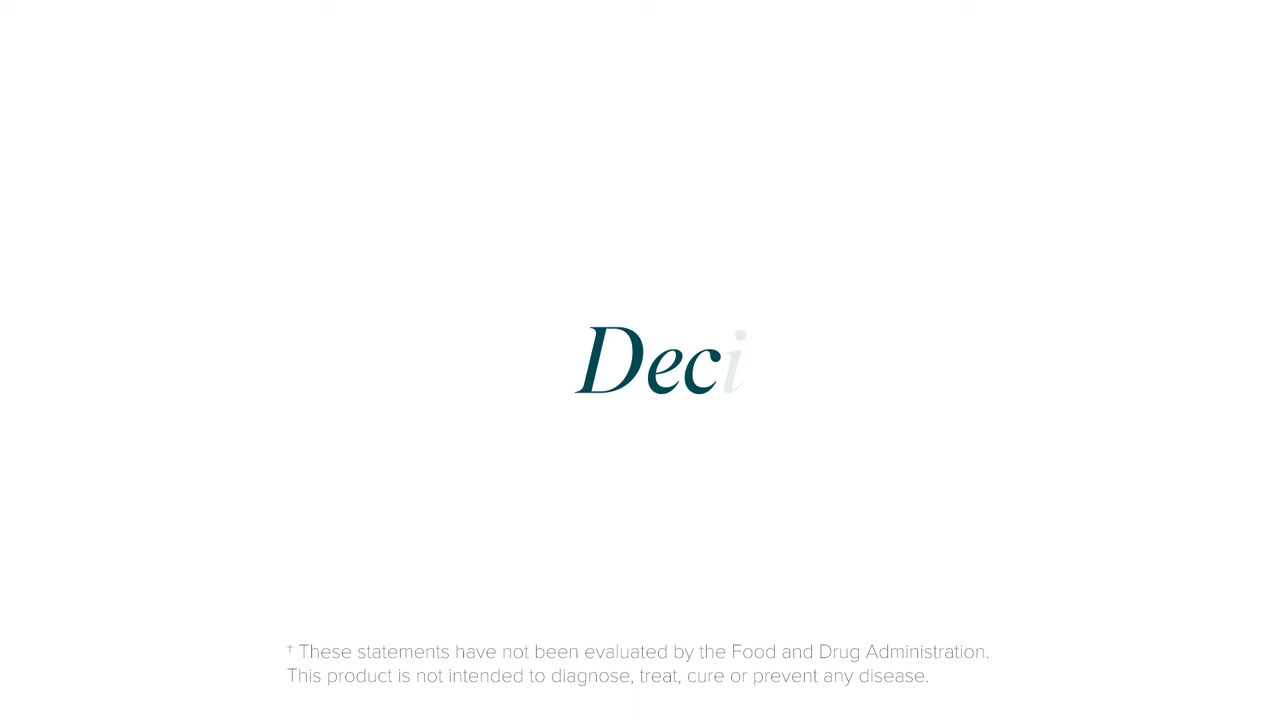 Deci
† These statements have not been evaluated by the Food and Drug Administration.
This product is not intended to diagnose, treat, cure or prevent any disease.